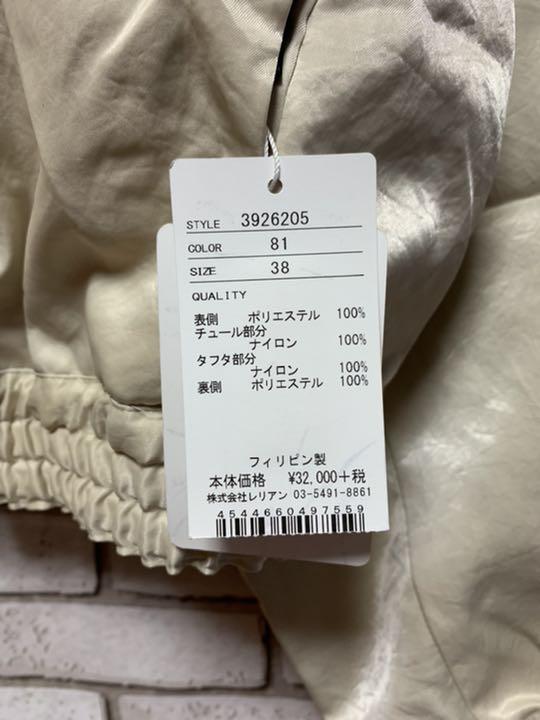 STYLE 3926205
COLOR 81
SIZE 38
QUALITY
表側 ポリエステル 100%
チュール部分
ナイロン 100%
タフタ部分
ナイロン 100%
裏側 ポリエステル 100%
フィリピン製
本体価格 ¥32,000+税
株式会社レリアン 03-5491-8861
4544660497559